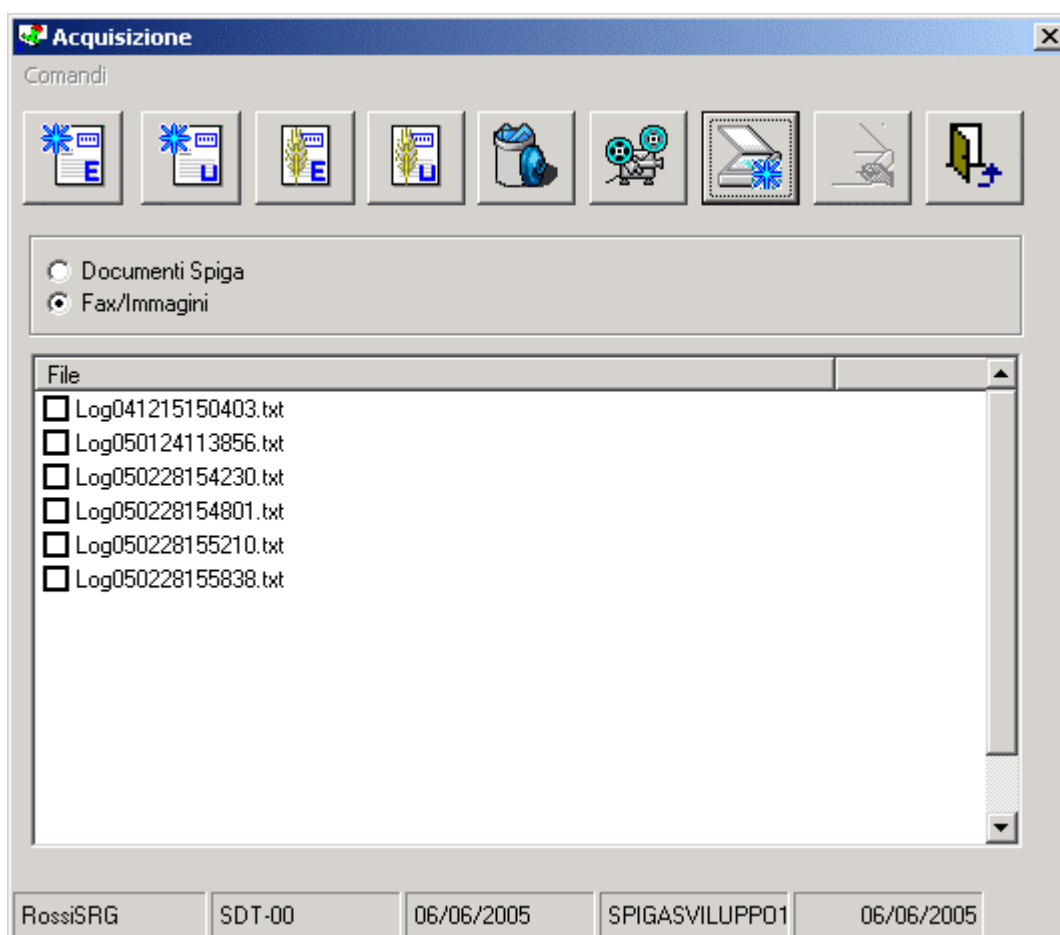 Acquisizione
Comandi
E U E U
Documenti Spiga
Fax/Immagini
File
Log041215150403.txt
Log050124113856.txt
Log050228154230.txt
Log050228154801.txt
Log050228155210.txt
Log050228155838.txt
RossiSRG SDT-00 06/06/2005 SPIGASVILUPPO1 06/06/2005